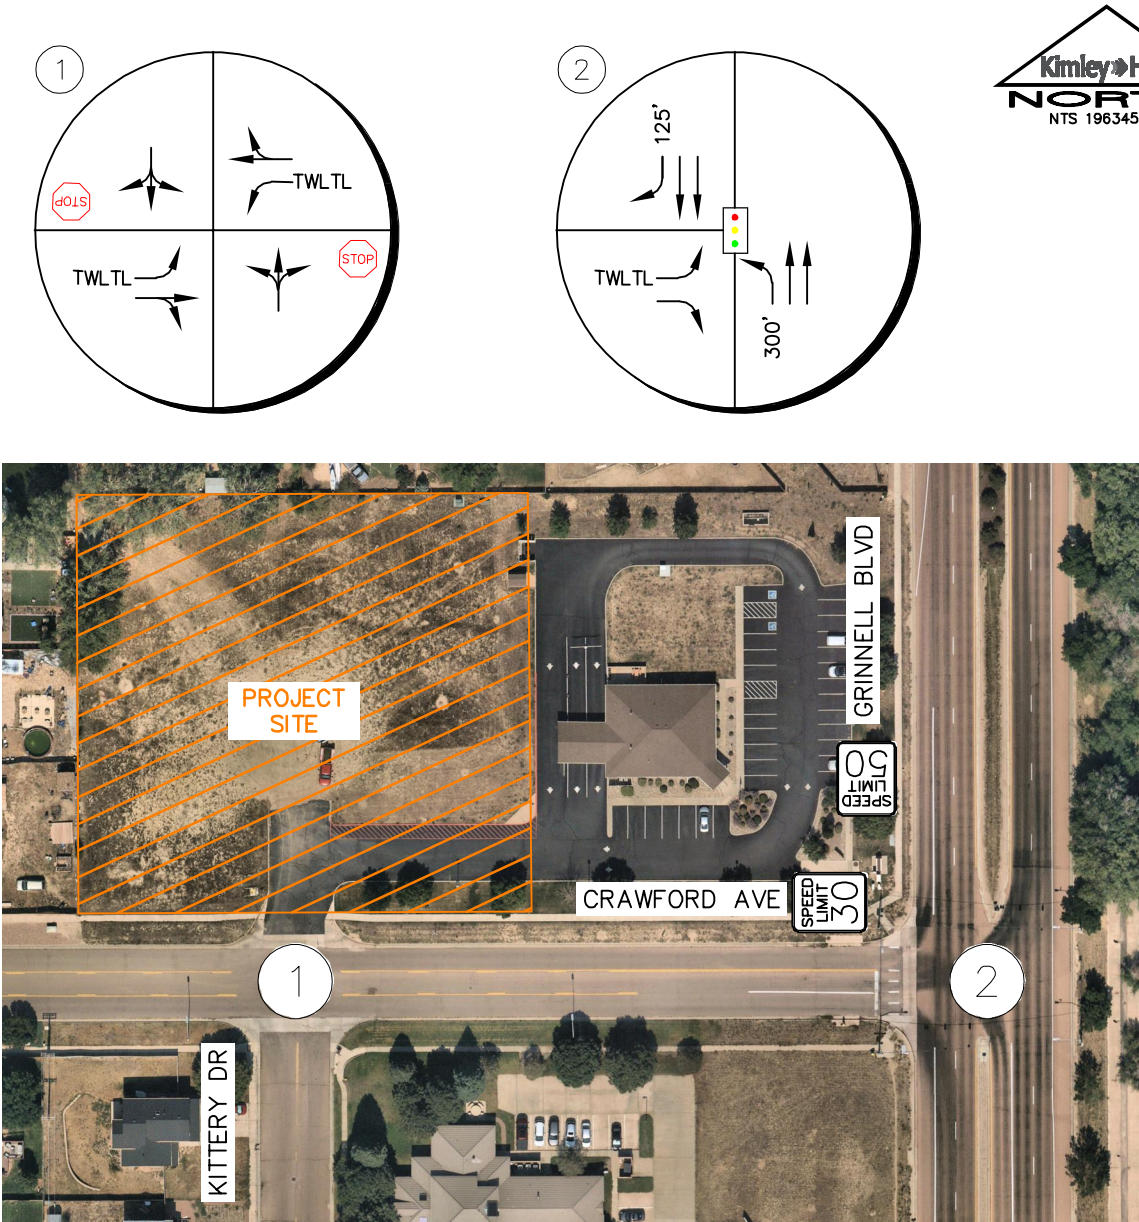 1
2
Kimley»H
NORT
NTS 196345
STOP
TWLTL
TWLTL
STOP
125'
TWLTL
300'
PROJECT
SITE
GRINNELL BLVD
SPEED
LIMIT
50
CRAWFORD AVE
SPEED
LIMIT
30
1
2
KITTERY DR